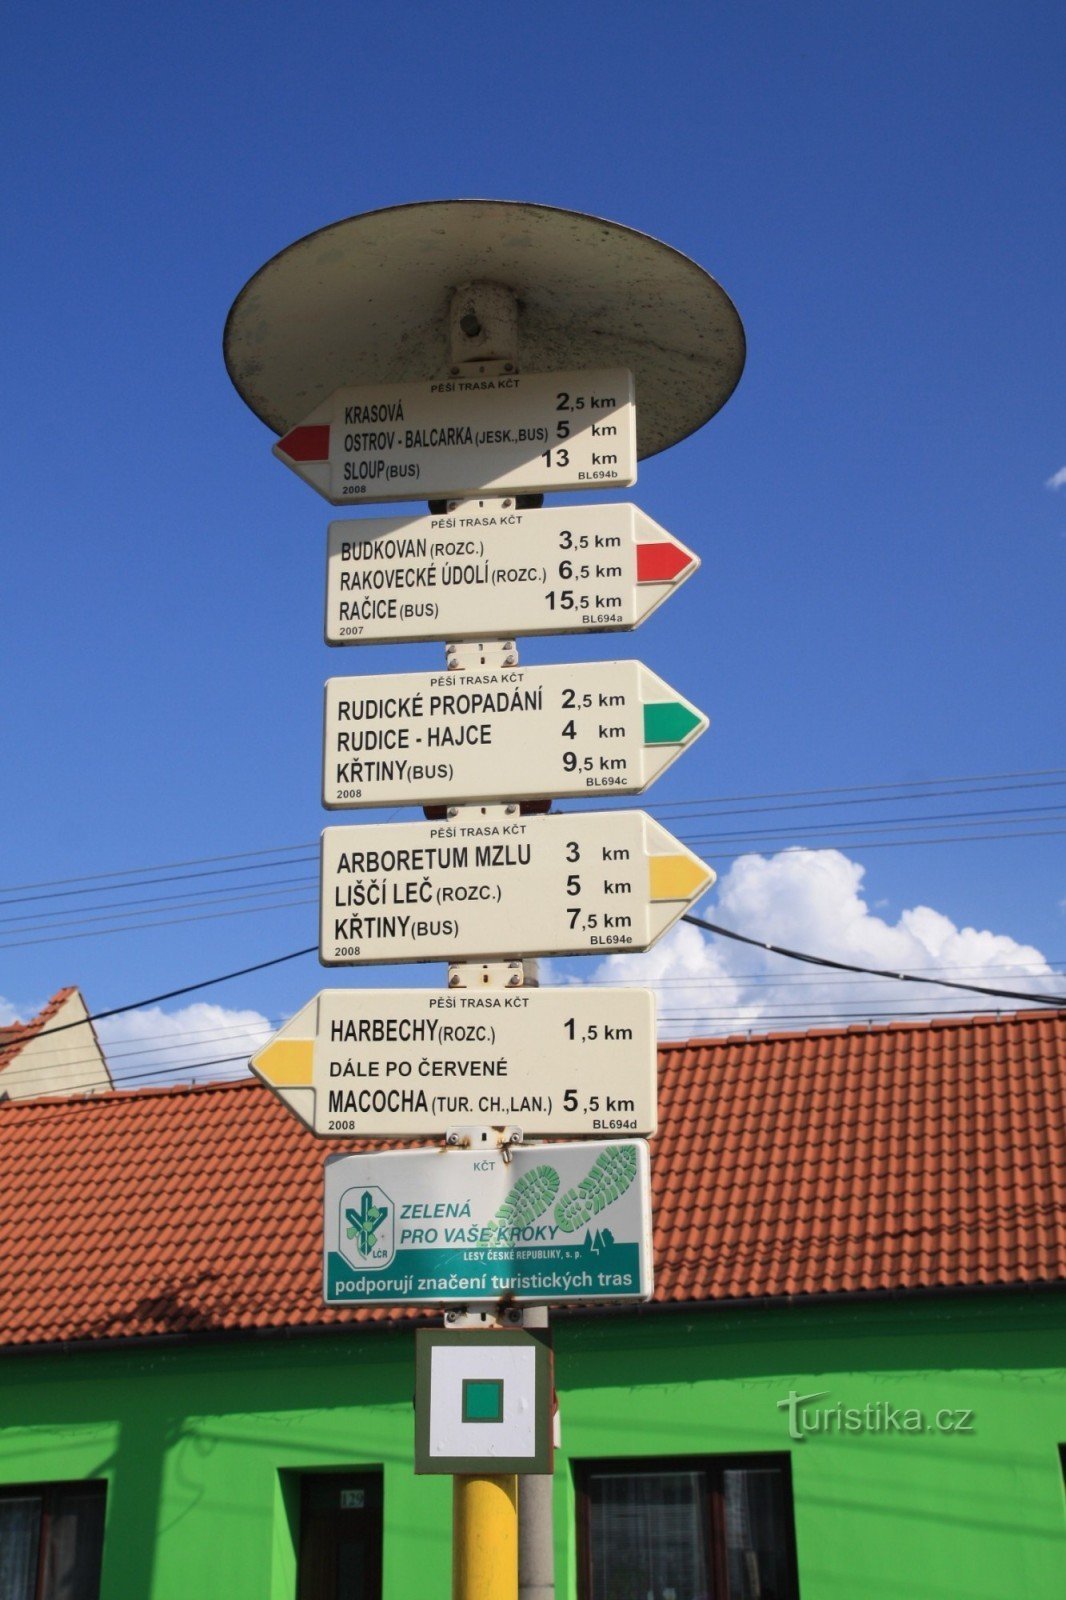 PĚŠÍ TRASA KČT
KRASOVÁ 2,5 km
OSTROV - BALCARKA (JESK.,BUS) 5 km
SLOUP (BUS) 13 km
2008 BL694b
PĚŠÍ TRASA KČT
BUDKOVAN (ROZC.) 3,5 km
RAKOVECKÉ ÚDOLÍ (ROZC.) 6,5 km
RAČICE (BUS) 15,5 km
2007 BL694a
PĚŠÍ TRASA KČT
RUDICKÉ PROPADÁNÍ 2,5 km
RUDICE - HAJCE 4 km
KŘTINY (BUS) 9,5 km
2008 BL694c
PĚŠÍ TRASA KČT
ARBORETUM MZLU 3 km
LIŠČÍ LEČ (ROZC.) 5 km
KŘTINY (BUS) 7,5 km
2008 BL694e
PĚŠÍ TRASA KČT
HARBECHY (ROZC.) 1,5 km
DÁLE PO ČERVENÉ
MACOCHA (TUR. CH.,LAN.) 5,5 km
2008 BL694d
KČT
ZELENÁ
PRO VAŠE KROKY
LČR
LESY ČESKÉ REPUBLIKY, s. p.
podporují značení turistických tras
Turistika.cz
129